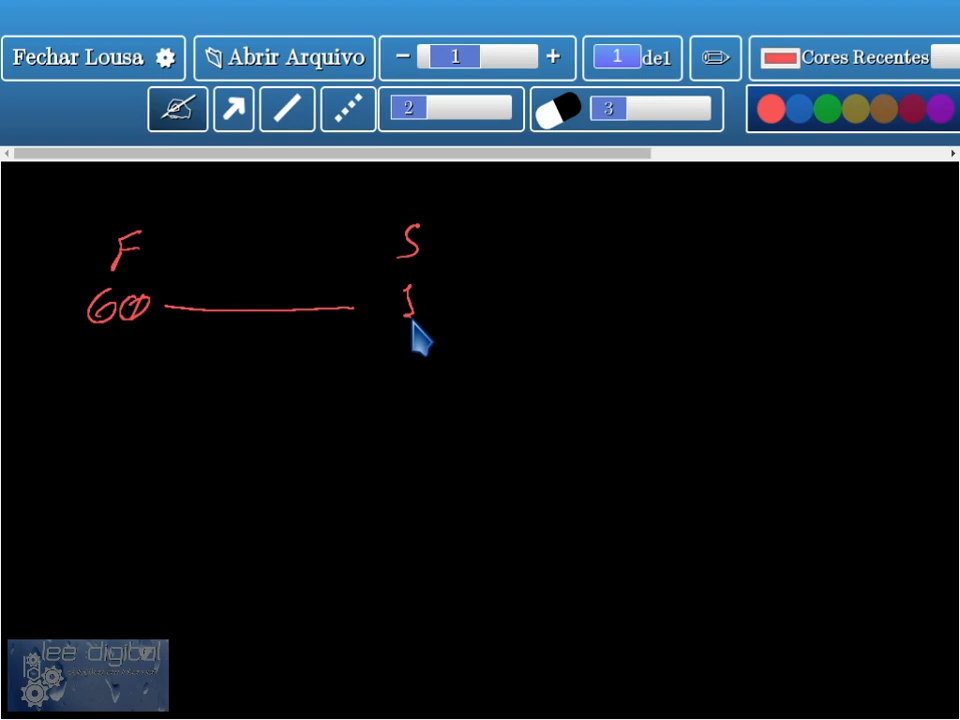 Fechar Lousa Abrir Arquivo − 1 + 1 de1 Cores Recentes
2 3
F S
60 1
lee digital